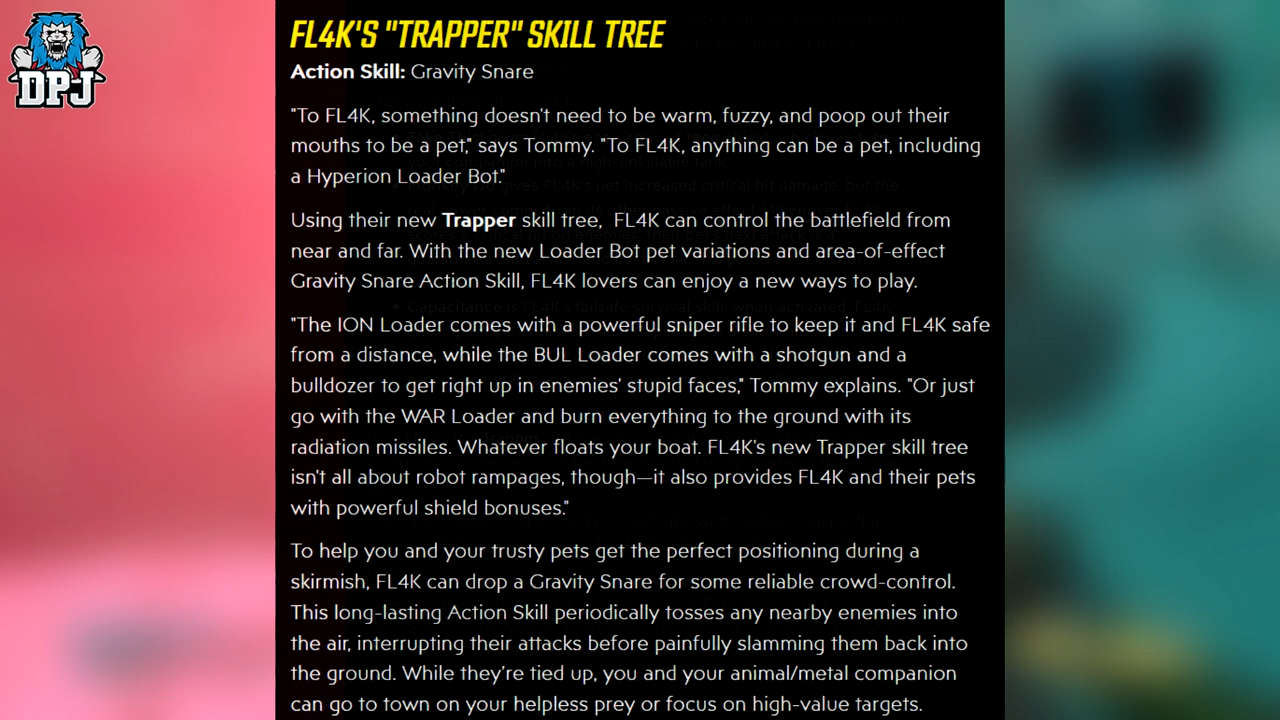 DPJ
FL4K'S "TRAPPER" SKILL TREE
Action Skill: Gravity Snare
"To FL4K, something doesn't need to be warm, fuzzy, and poop out their
mouths to be a pet," says Tommy. "To FL4K, anything can be a pet, including
a Hyperion Loader Bot."
Using their new Trapper skill tree, FL4K can control the battlefield from
near and far. With the new Loader Bot pet variations and area-of-effect
Gravity Snare Action Skill, FL4K lovers can enjoy a new ways to play.
"The ION Loader comes with a powerful sniper rifle to keep it and FL4K safe
from a distance, while the BUL Loader comes with a shotgun and a
bulldozer to get right up in enemies' stupid faces," Tommy explains. "Or just
go with the WAR Loader and burn everything to the ground with its
radiation missiles. Whatever floats your boat. FL4K's new Trapper skill tree
isn't all about robot rampages, though—it also provides FL4K and their pets
with powerful shield bonuses."
To help you and your trusty pets get the perfect positioning during a
skirmish, FL4K can drop a Gravity Snare for some reliable crowd-control.
This long-lasting Action Skill periodically tosses any nearby enemies into
the air, interrupting their attacks before painfully slamming them back into
the ground. While they're tied up, you and your animal/metal companion
can go to town on your helpless prey or focus on high-value targets.